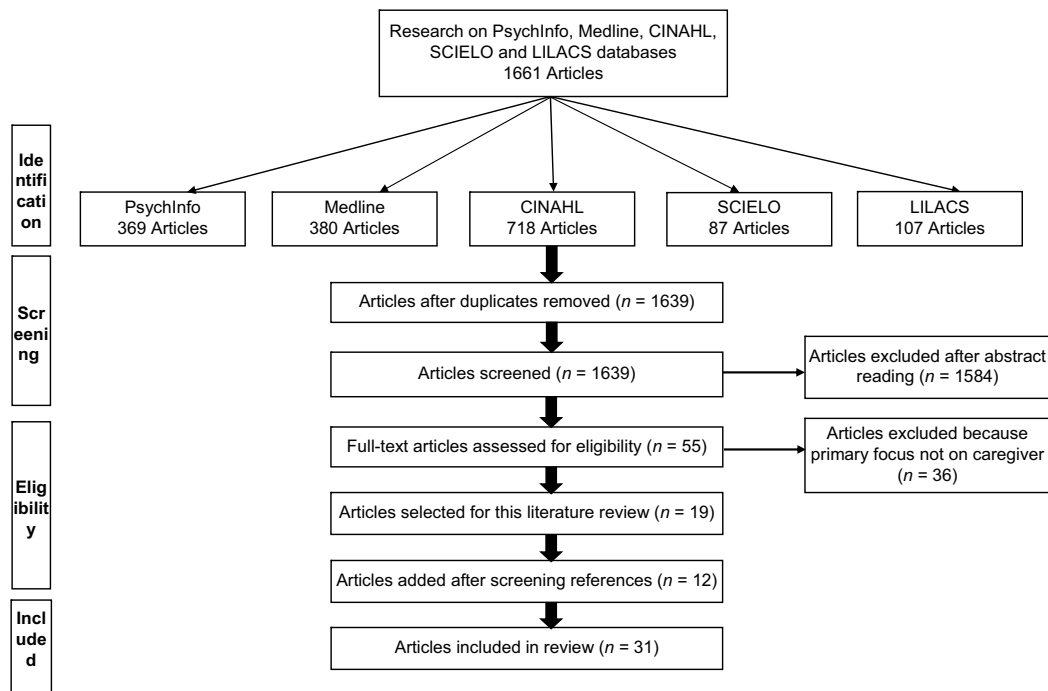 Research on PsychInfo, Medline, CINAHL,
SCIELO and LILACS databases
1661 Articles
Ide
ntifi
cati
on
PsychInfo
369 Articles
Medline
380 Articles
CINAHL
718 Articles
SCIELO
87 Articles
LILACS
107 Articles
Scr
eeni
ng
Articles after duplicates removed (n = 1639)
Articles screened (n = 1639)
Articles excluded after abstract
reading (n = 1584)
Elig
ibilit
y
Full-text articles assessed for eligibility (n = 55)
Articles excluded because
primary focus not on caregiver
(n = 36)
Articles selected for this literature review (n = 19)
Articles added after screening references (n = 12)
Incl
ude
d
Articles included in review (n = 31)